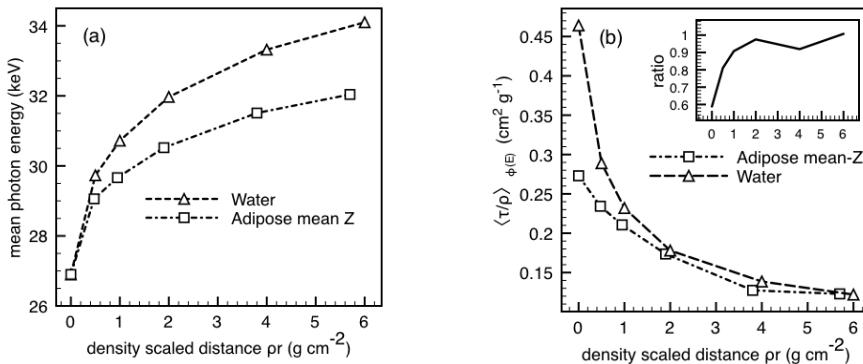 (a)
mean photon energy (keV)
34
32
30
28
26
Water
Adipose mean Z
0 1 2 3 4 5 6
density scaled distance ρr (g cm-2)
(b)
⟨τ/ρ⟩ φ(E) (cm2 g-1)
0.45
0.4
0.35
0.3
0.25
0.2
0.15
ratio
1
0.9
0.8
0.7
0.6
0 1 2 3 4 5 6
Adipose mean-Z
Water
0 1 2 3 4 5 6
density scaled distance ρr (g cm-2)